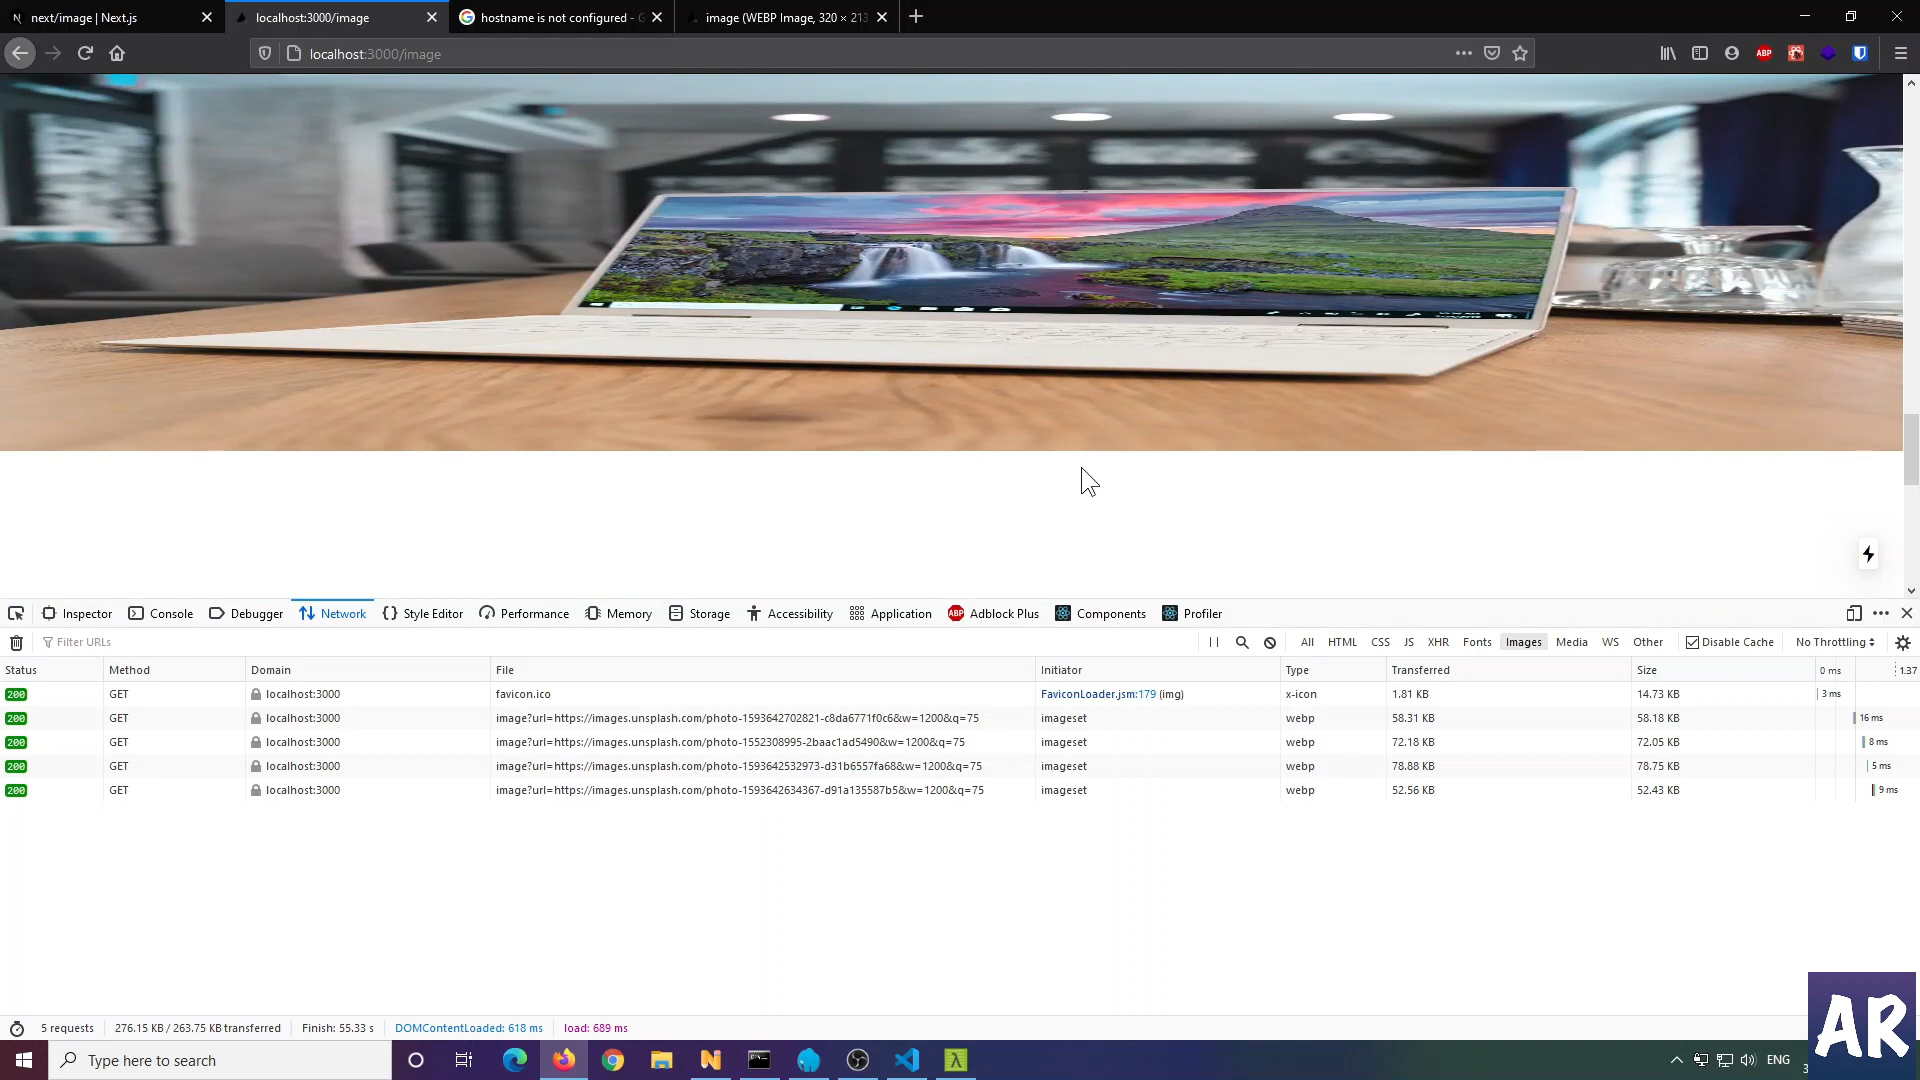 next/image | Next.js
localhost:3000/image
hostname is not configured - G
image (WEBP Image, 320 × 213
localhost:3000/image
ABP
Inspector Console Debugger Network Style Editor Performance Memory Storage Accessibility Application ABP Adblock Plus Components Profiler
Filter URLs
All HTML CSS JS XHR Fonts Images Media WS Other Disable Cache No Throttling
Status Method Domain File Initiator Type Transferred Size 0 ms 1.37
200 GET localhost:3000 favicon.ico FaviconLoader.jsm:179 (img) x-icon 1.81 KB 14.73 KB 3 ms
200 GET localhost:3000 image?url=https://images.unsplash.com/photo-1593642702821-c8da6771f0c6&w=1200&q=75 imageset webp 58.31 KB 58.18 KB 16 ms
200 GET localhost:3000 image?url=https://images.unsplash.com/photo-1552308995-2baac1ad5490&w=1200&q=75 imageset webp 72.18 KB 72.05 KB 8 ms
200 GET localhost:3000 image?url=https://images.unsplash.com/photo-1593642532973-d31b6557fa68&w=1200&q=75 imageset webp 78.88 KB 78.75 KB 5 ms
200 GET localhost:3000 image?url=https://images.unsplash.com/photo-1593642634367-d91a135587b5&w=1200&q=75 imageset webp 52.56 KB 52.43 KB 9 ms
5 requests 276.15 KB / 263.75 KB transferred Finish: 55.33 s DOMContentLoaded: 618 ms load: 689 ms
Type here to search
ENG
3
AR